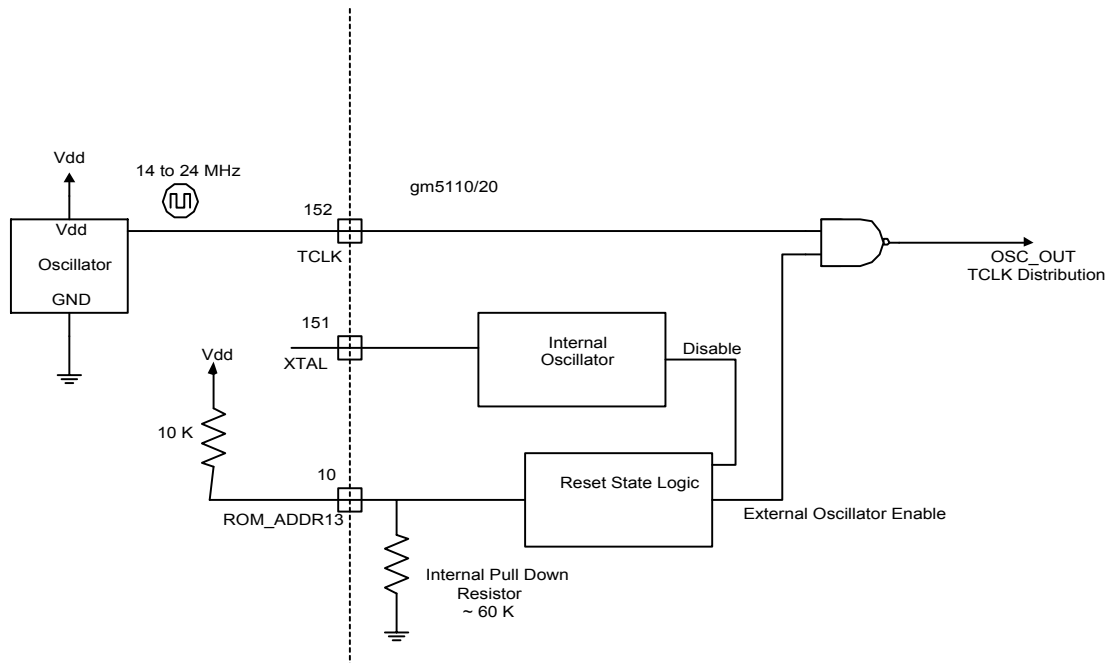 Vdd
14 to 24 MHz
gm5110/20
Vdd
Oscillator
GND
152
TCLK
OSC_OUT
TCLK Distribution
151
XTAL
Internal
Oscillator
Disable
Vdd
10 K
10
ROM_ADDR13
Reset State Logic
External Oscillator Enable
Internal Pull Down
Resistor
~ 60 K